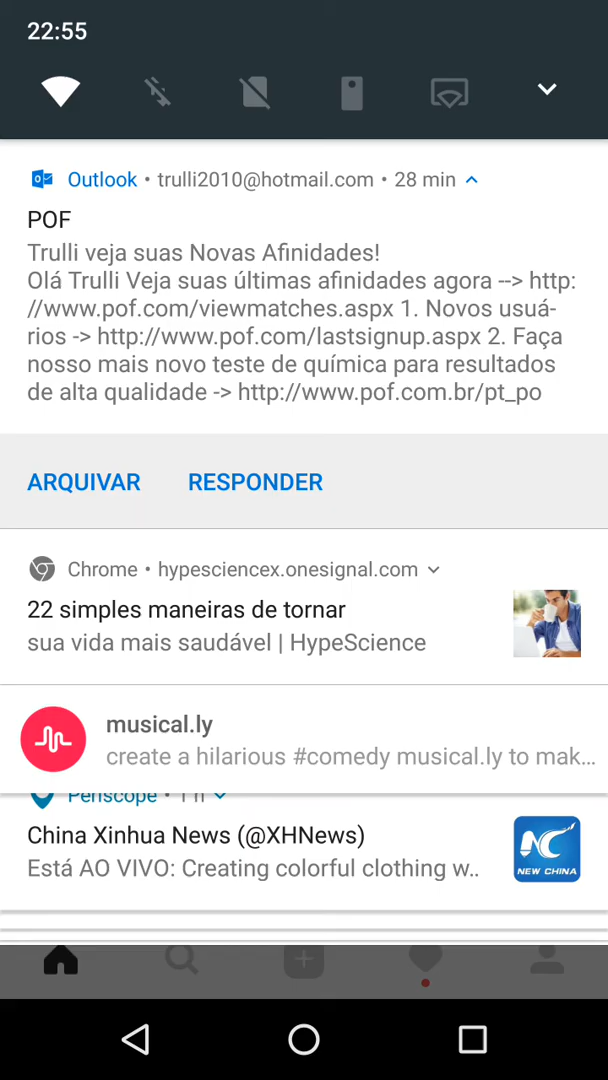 22:55
Outlook • trulli2010@hotmail.com • 28 min
POF
Trulli veja suas Novas Afinidades!
Olá Trulli Veja suas últimas afinidades agora --> http:
//www.pof.com/viewmatches.aspx 1. Novos usuá-
rios -> http://www.pof.com/lastsignup.aspx 2. Faça
nosso mais novo teste de química para resultados
de alta qualidade -> http://www.pof.com.br/pt_po
ARQUIVAR RESPONDER
Chrome • hypesciencex.onesignal.com
22 simples maneiras de tornar
sua vida mais saudável | HypeScience
musical.ly
create a hilarious #comedy musical.ly to mak...
Periscope • 1 h
China Xinhua News (@XHNews)
Está AO VIVO: Creating colorful clothing w..
NEW CHINA